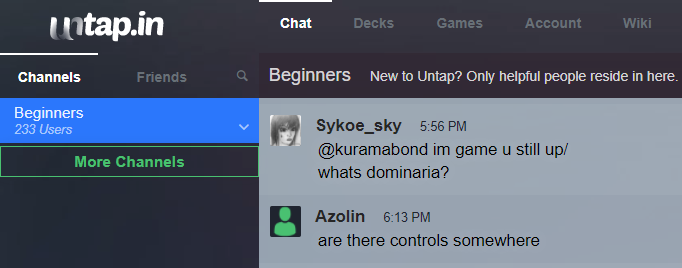 untap.in
Chat Decks Games Account Wiki
Channels Friends
Beginners New to Untap? Only helpful people reside in here.
Beginners
233 Users
More Channels
Sykoe_sky 5:56 PM
@kuramabond im game u still up/
whats dominaria?
Azolin 6:13 PM
are there controls somewhere